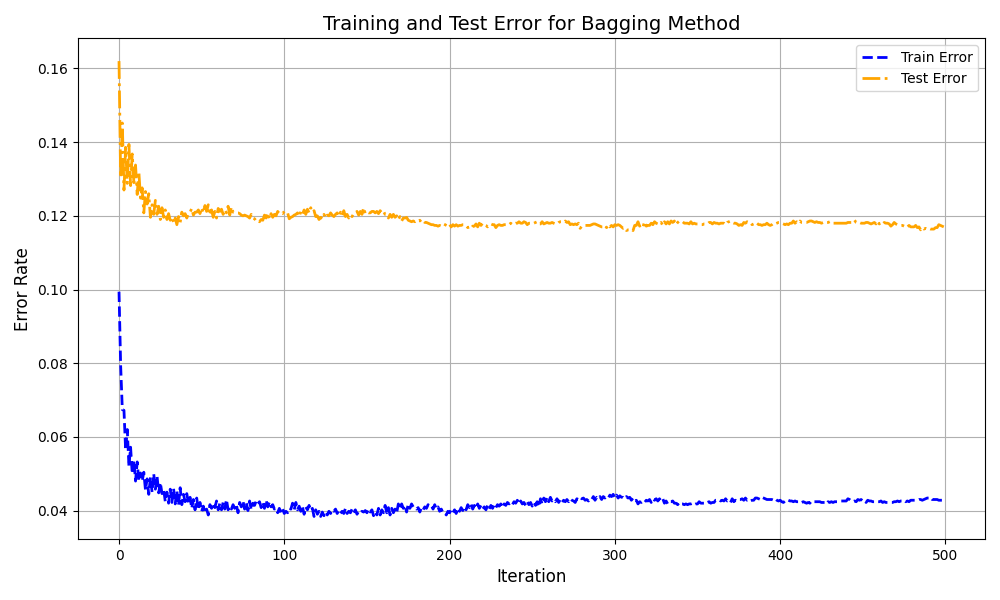 Training and Test Error for Bagging Method
Train Error
Test Error
0.16
0.14
0.12
0.10
0.08
0.06
0.04
Error Rate
0 100 200 300 400 500
Iteration